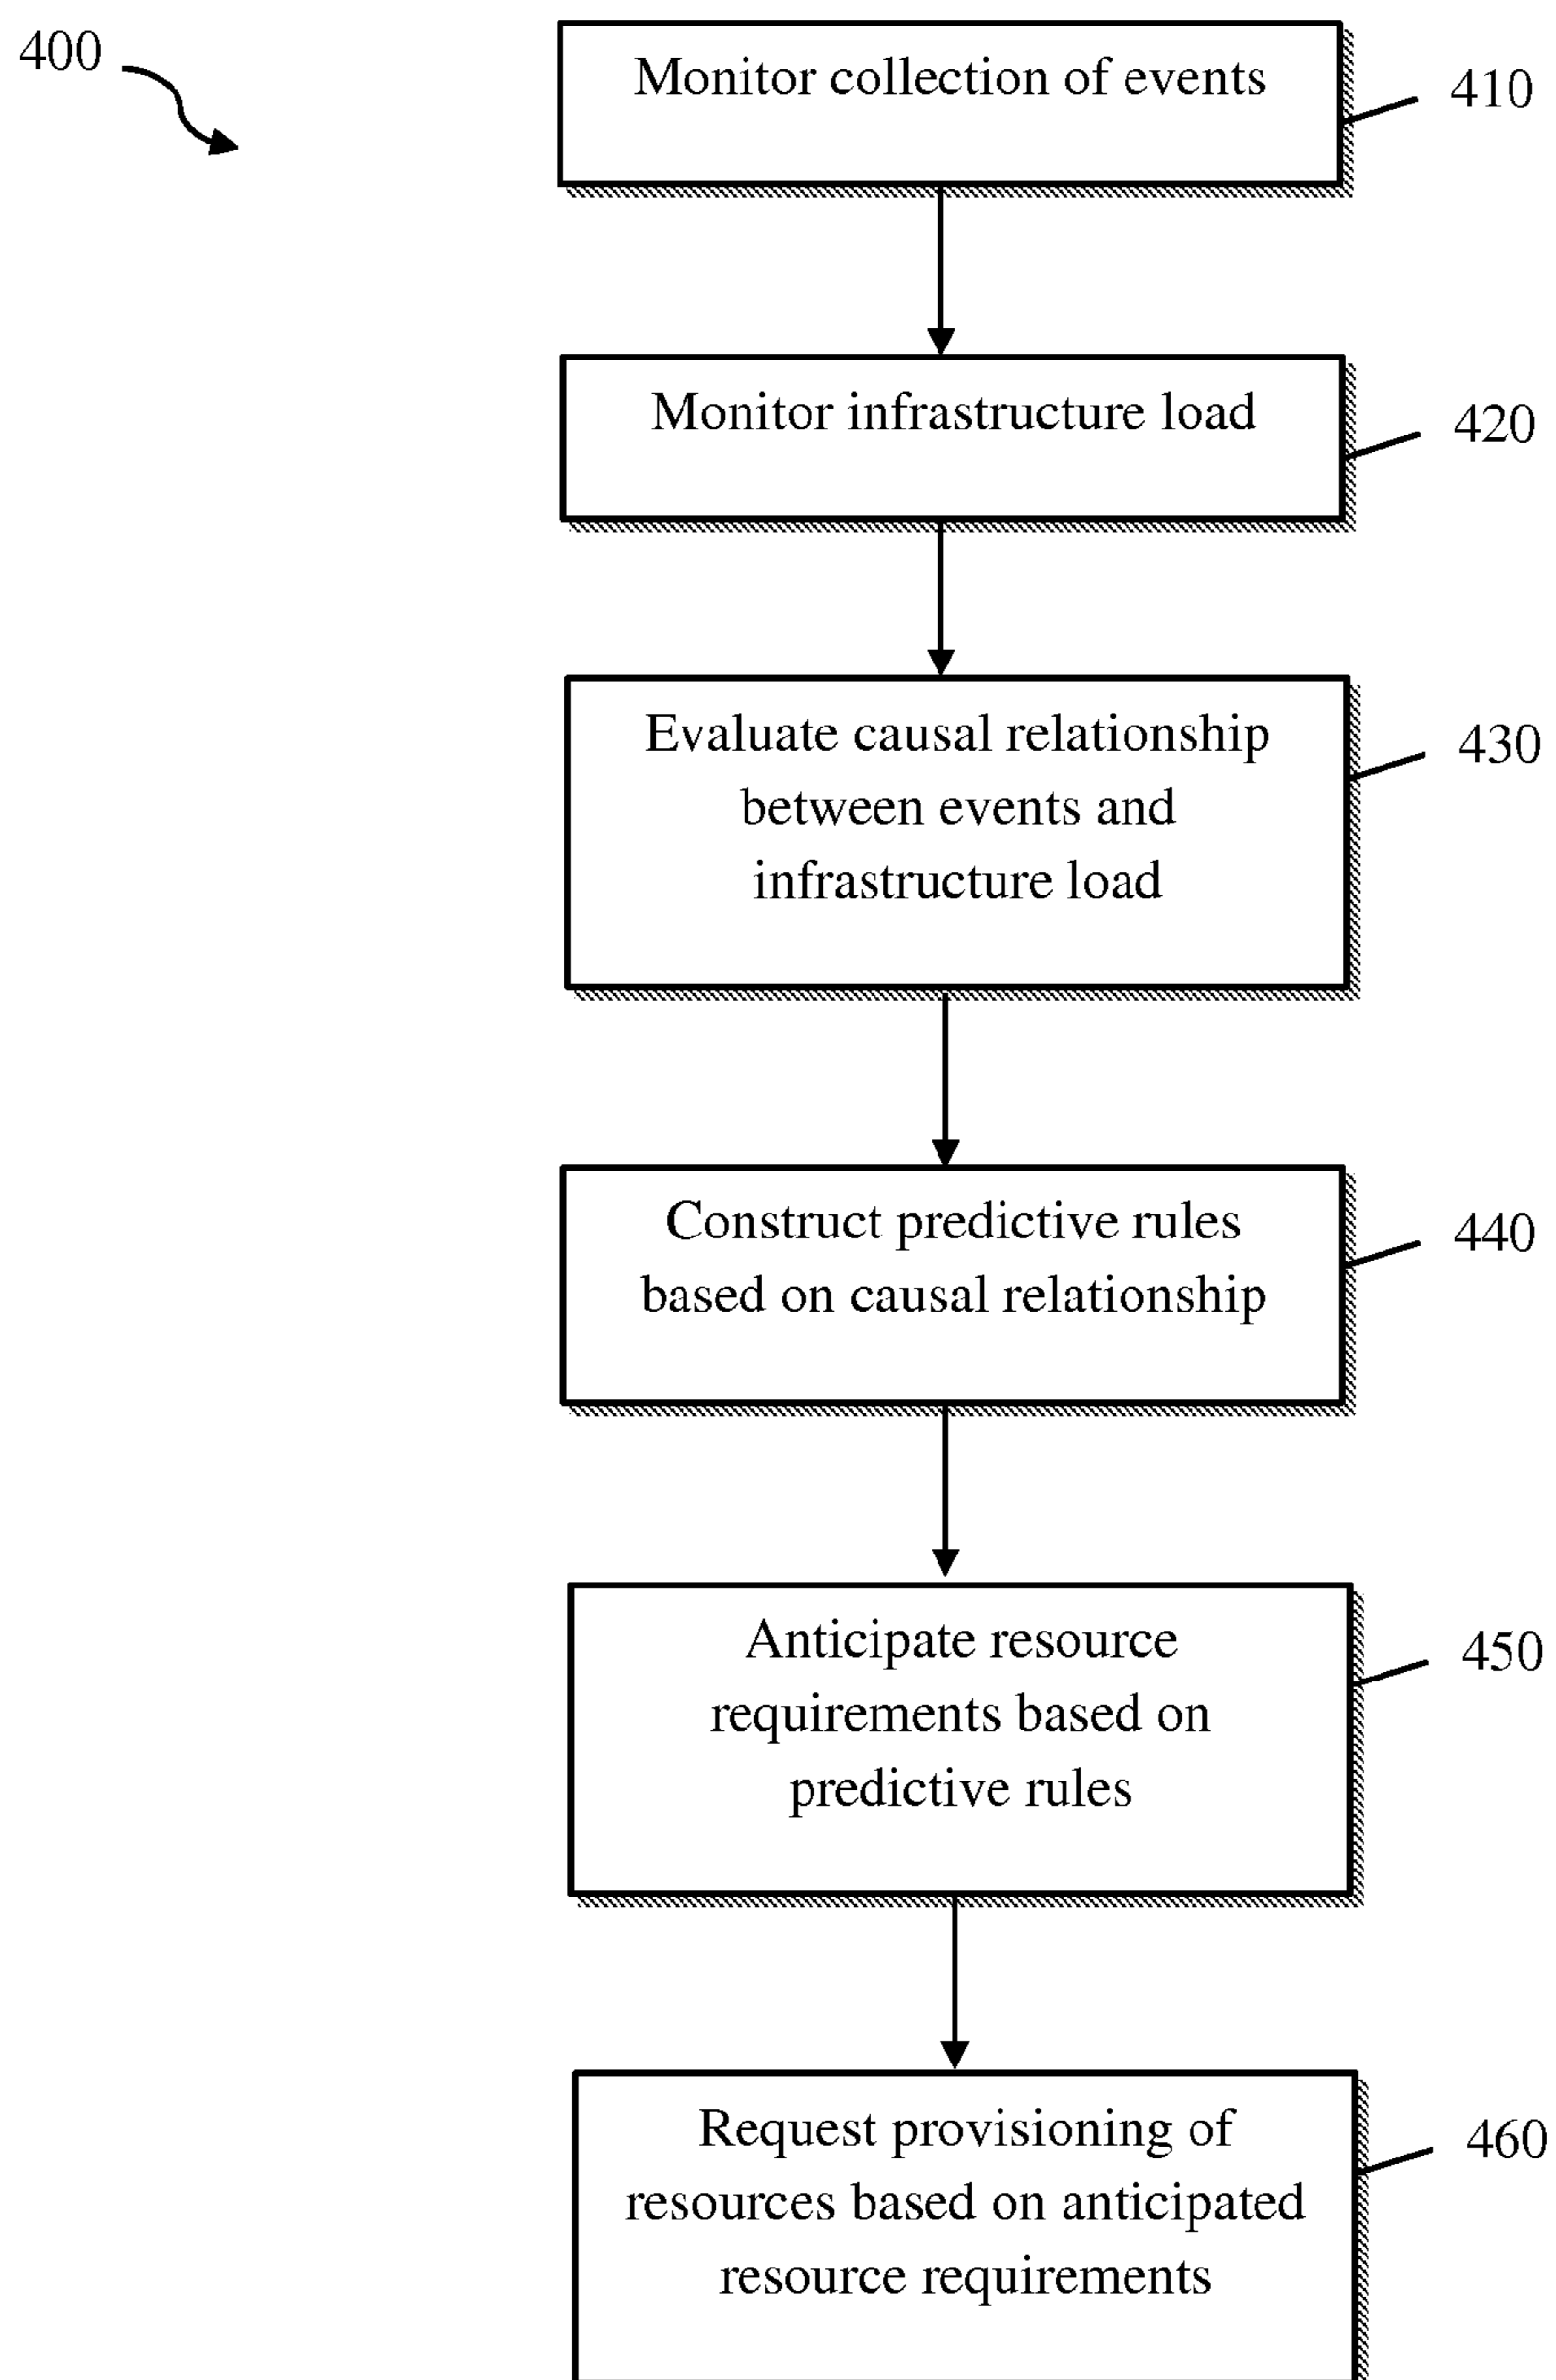 400
Monitor collection of events
410
Monitor infrastructure load
420
Evaluate causal relationship
between events and
infrastructure load
430
Construct predictive rules
based on causal relationship
440
Anticipate resource
requirements based on
predictive rules
450
Request provisioning of
resources based on anticipated
resource requirements
460